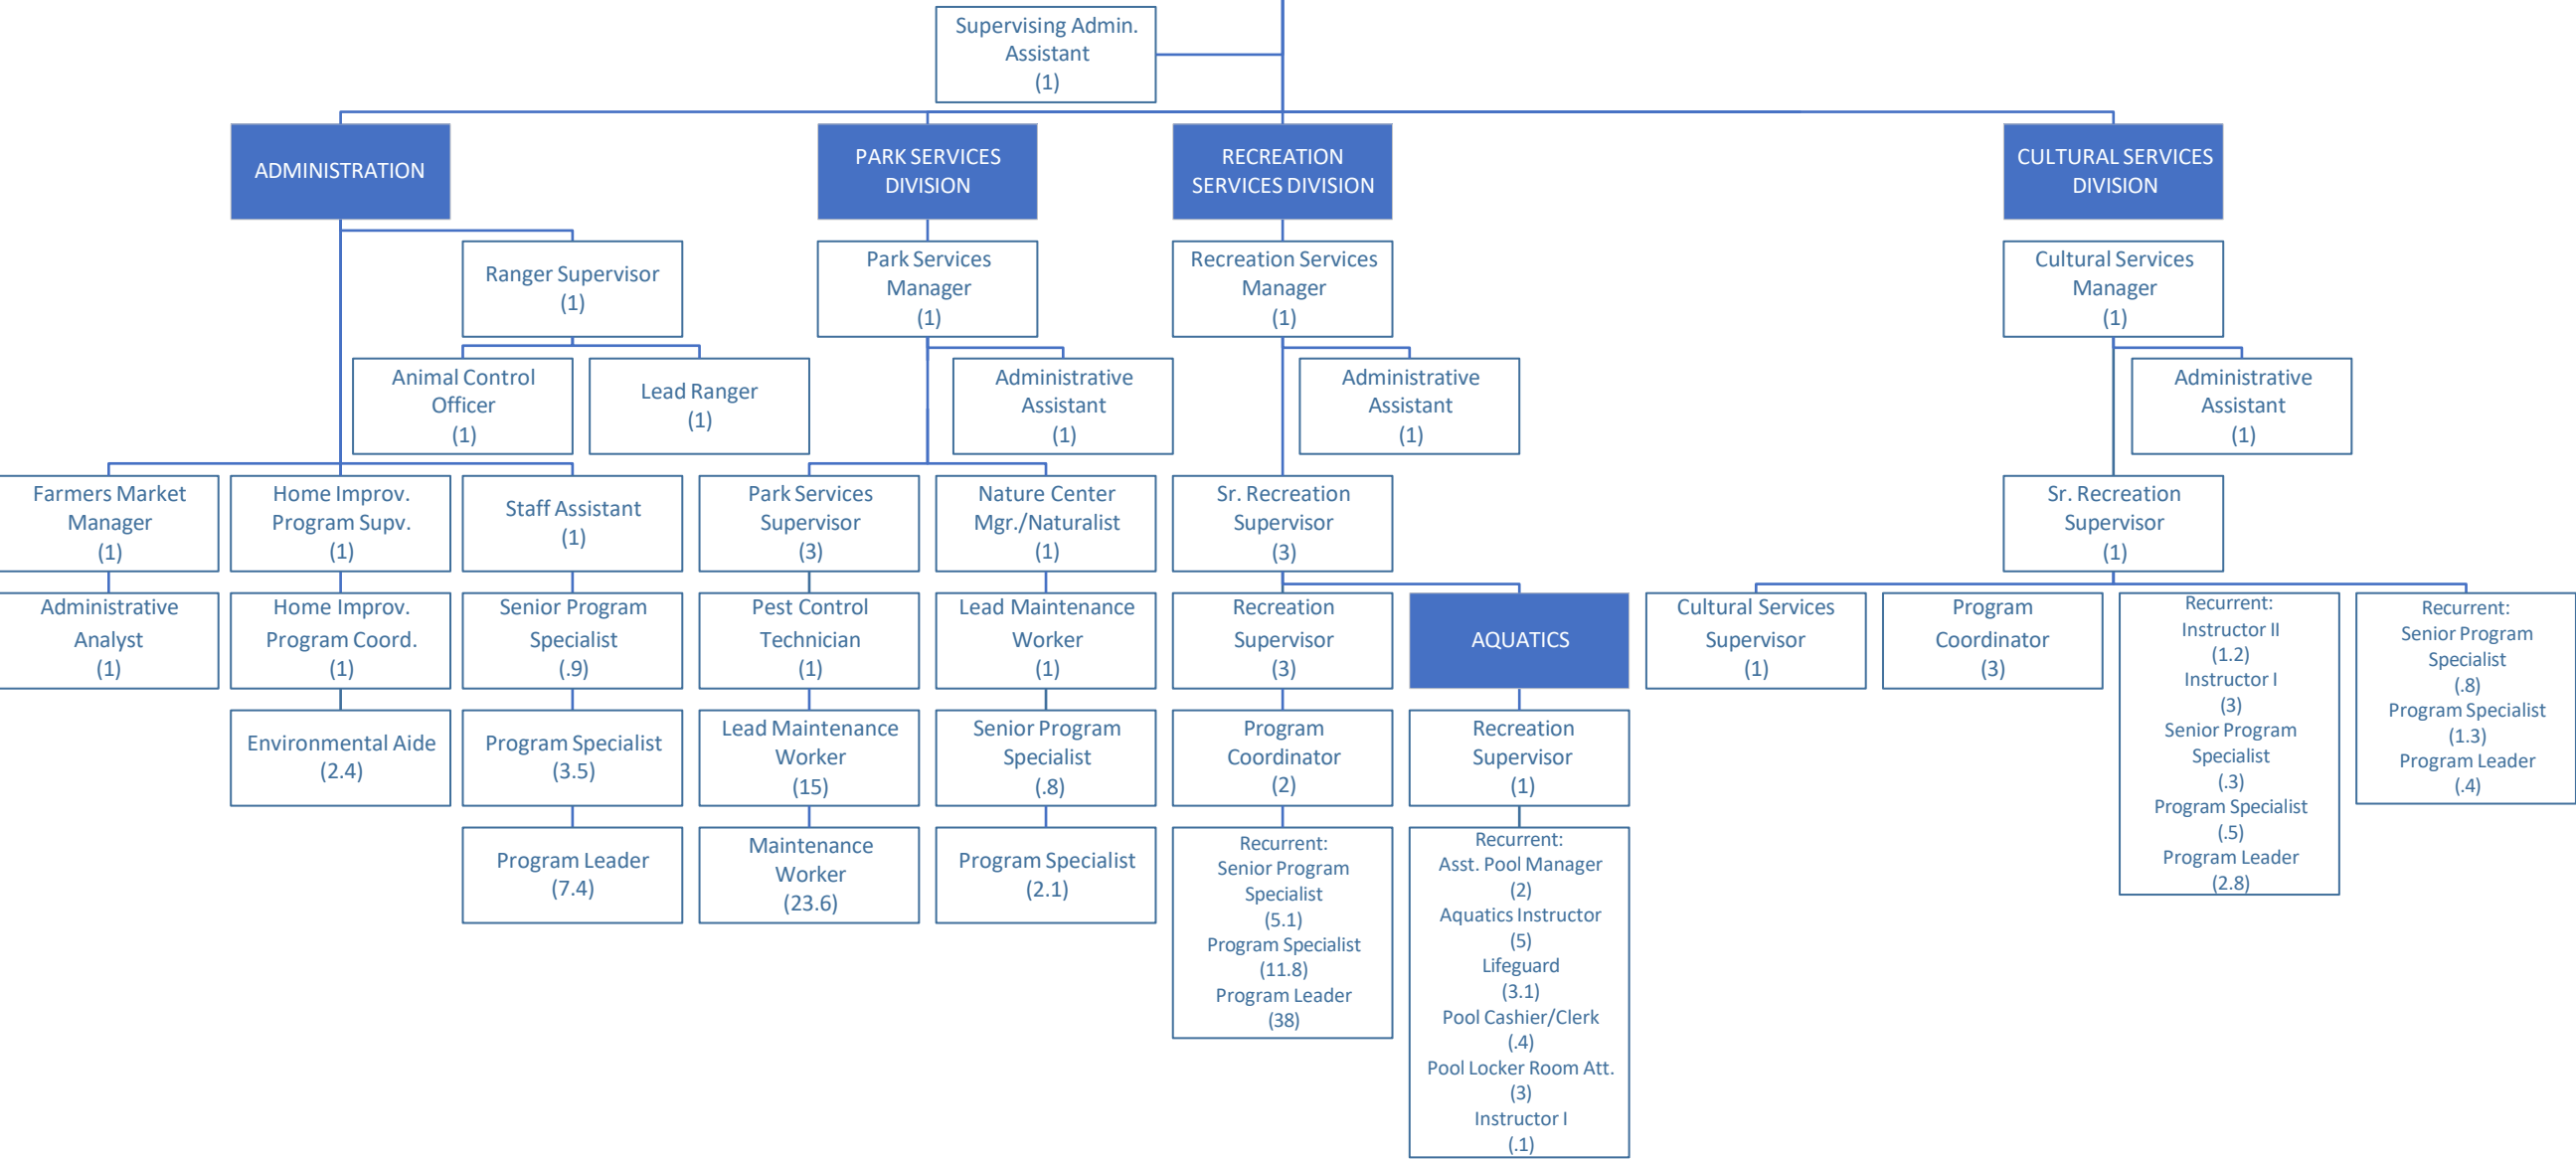 Supervising Admin.
Assistant
(1)
ADMINISTRATION
PARK SERVICES
DIVISION
RECREATION
SERVICES DIVISION
CULTURAL SERVICES
DIVISION
Ranger Supervisor
(1)
Park Services
Manager
(1)
Recreation Services
Manager
(1)
Cultural Services
Manager
(1)
Animal Control
Officer
(1)
Lead Ranger
(1)
Administrative
Assistant
(1)
Administrative
Assistant
(1)
Administrative
Assistant
(1)
Farmers Market
Manager
(1)
Home Improv.
Program Supv.
(1)
Staff Assistant
(1)
Park Services
Supervisor
(3)
Nature Center
Mgr./Naturalist
(1)
Sr. Recreation
Supervisor
(3)
Sr. Recreation
Supervisor
(1)
Administrative
Analyst
(1)
Home Improv.
Program Coord.
(1)
Senior Program
Specialist
(.9)
Pest Control
Technician
(1)
Lead Maintenance
Worker
(1)
Recreation
Supervisor
(3)
AQUATICS
Cultural Services
Supervisor
(1)
Program
Coordinator
(3)
Recurrent:
Instructor II
(1.2)
Instructor I
(3)
Senior Program
Specialist
(.3)
Program Specialist
(.5)
Program Leader
(2.8)
Recurrent:
Senior Program
Specialist
(.8)
Program Specialist
(1.3)
Program Leader
(.4)
Environmental Aide
(2.4)
Program Specialist
(3.5)
Lead Maintenance
Worker
(15)
Senior Program
Specialist
(.8)
Program
Coordinator
(2)
Recreation
Supervisor
(1)
Program Leader
(7.4)
Maintenance
Worker
(23.6)
Program Specialist
(2.1)
Recurrent:
Senior Program
Specialist
(5.1)
Program Specialist
(11.8)
Program Leader
(38)
Recurrent:
Asst. Pool Manager
(2)
Aquatics Instructor
(5)
Lifeguard
(3.1)
Pool Cashier/Clerk
(.4)
Pool Locker Room Att.
(3)
Instructor I
(.1)